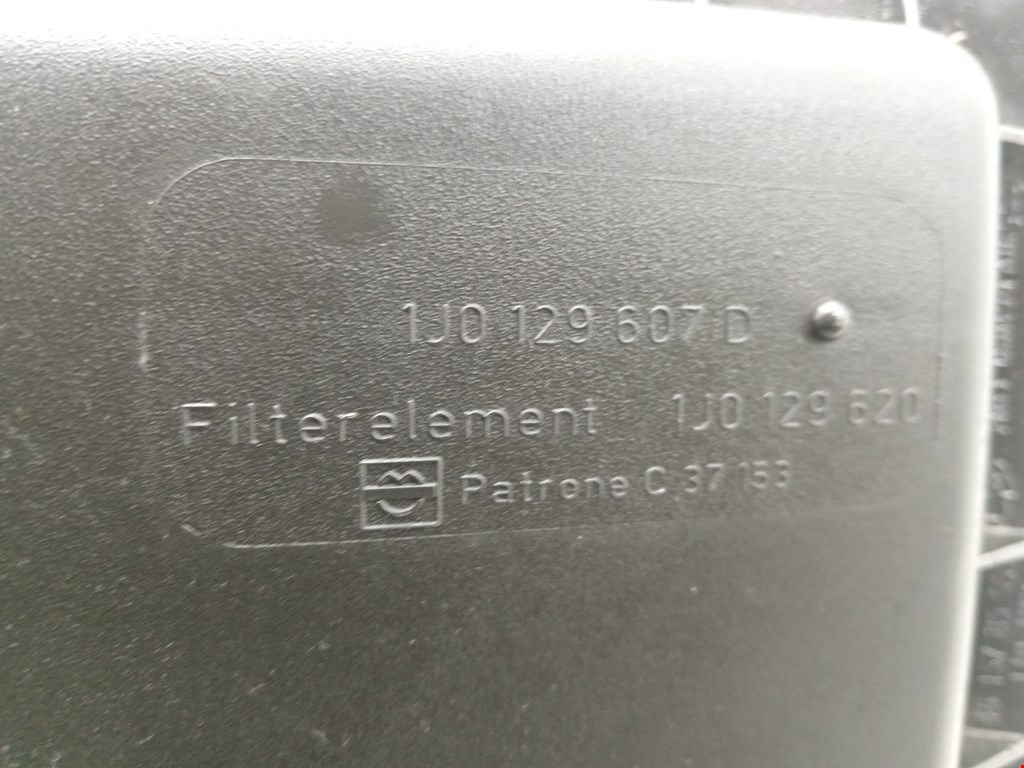 1J0 129 607 D
Filterelement 1J0 129 620
Patrone C 37 153